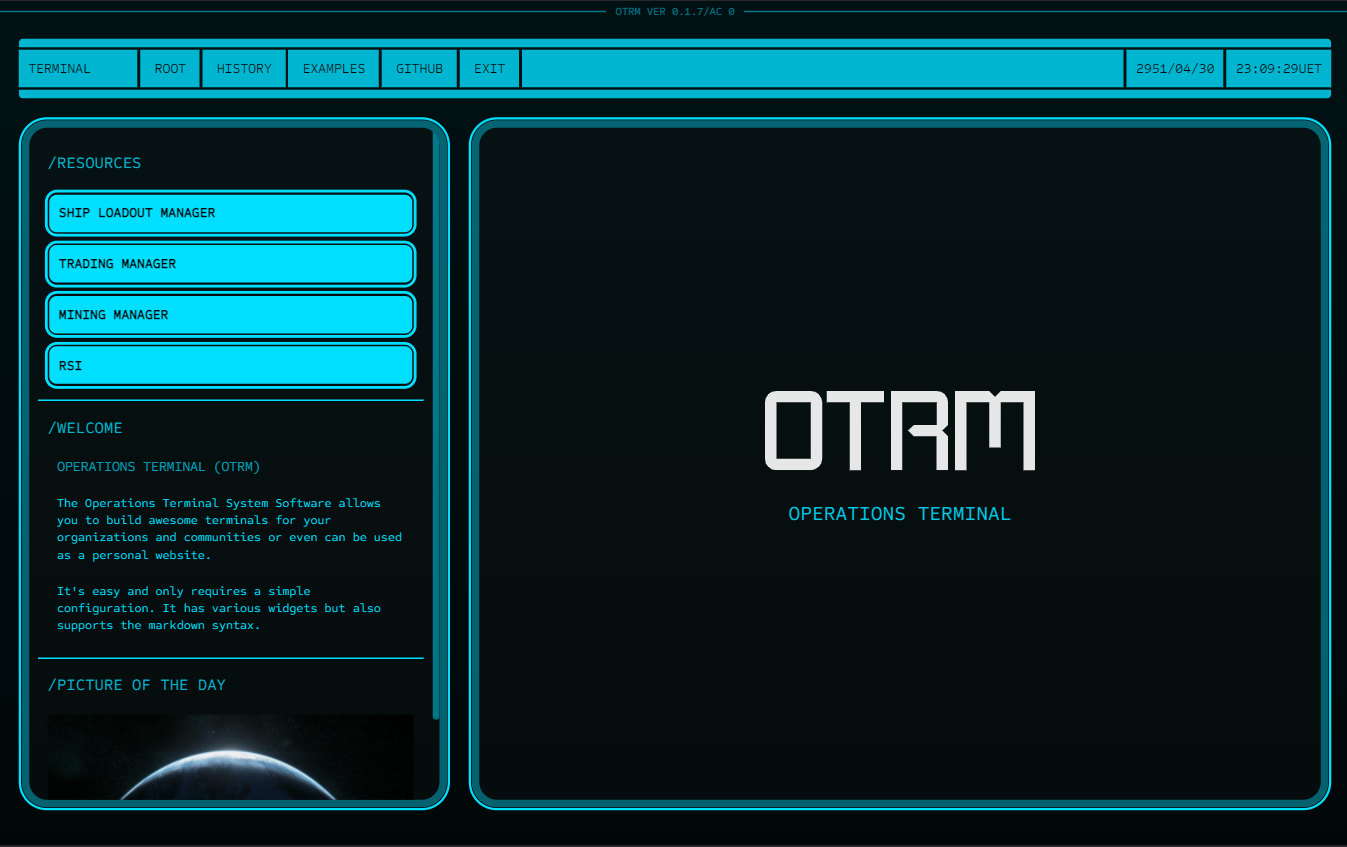 OTRM VER 0.1.7/AC 0
TERMINAL ROOT HISTORY EXAMPLES GITHUB EXIT 2951/04/30 23:09:29UET
/RESOURCES
SHIP LOADOUT MANAGER
TRADING MANAGER
MINING MANAGER
RSI
/WELCOME
OPERATIONS TERMINAL (OTRM)
The Operations Terminal System Software allows
you to build awesome terminals for your
organizations and communities or even can be used
as a personal website.
It's easy and only requires a simple
configuration. It has various widgets but also
supports the markdown syntax.
/PICTURE OF THE DAY
OTRM
OPERATIONS TERMINAL